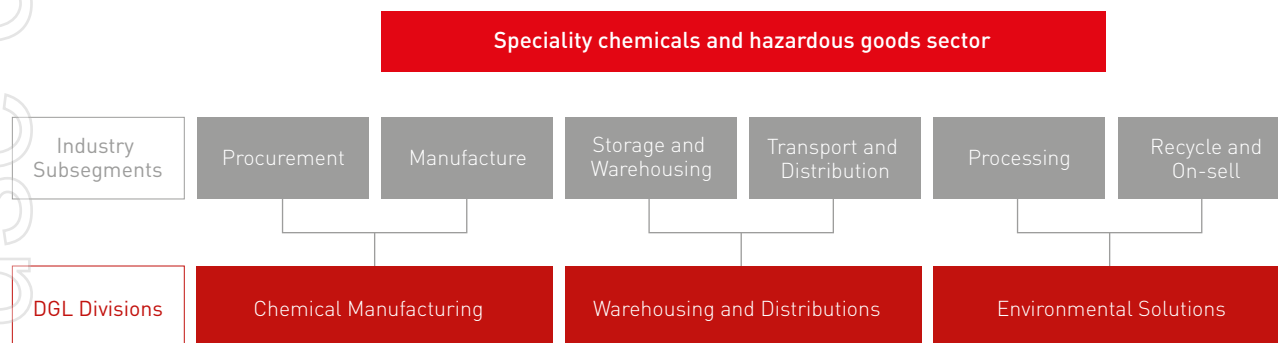 Speciality chemicals and hazardous goods sector
Industry
Subsegments
Procurement
Manufacture
Storage and
Warehousing
Transport and
Distribution
Processing
Recycle and
On-sell
DGL Divisions
Chemical Manufacturing
Warehousing and Distributions
Environmental Solutions